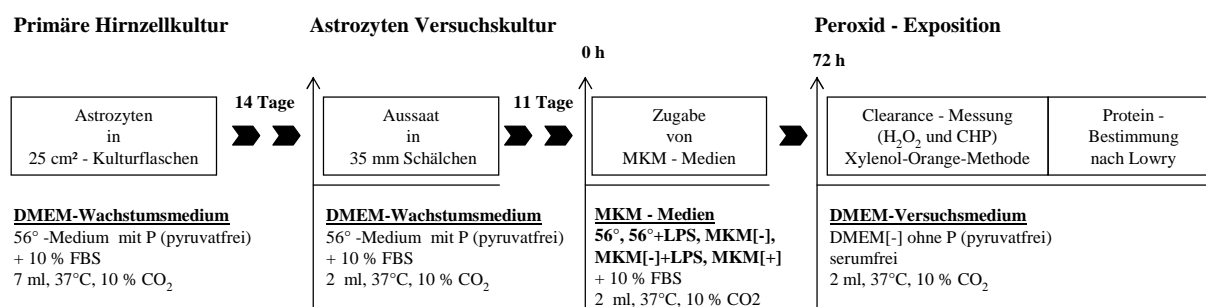 Primäre Hirnzellkultur
Astrozyten Versuchskultur
Peroxid - Exposition
0 h
72 h
14 Tage
11 Tage
Astrozyten
in
25 cm² - Kulturflaschen
Aussaat
in
35 mm Schälchen
Zugabe
von
MKM - Medien
Clearance - Messung
(H₂O₂ und CHP)
Xylenol-Orange-Methode
Protein -
Bestimmung
nach Lowry
DMEM-Wachstumsmedium
56° -Medium mit P (pyruvatfrei)
+ 10 % FBS
7 ml, 37°C, 10 % CO₂
DMEM-Wachstumsmedium
56° -Medium mit P (pyruvatfrei)
+ 10 % FBS
2 ml, 37°C, 10 % CO₂
MKM - Medien
56°, 56°+LPS, MKM[-],
MKM[-]+LPS, MKM[+]
+ 10 % FBS
2 ml, 37°C, 10 % CO2
DMEM-Versuchsmedium
DMEM[-] ohne P (pyruvatfrei)
serumfrei
2 ml, 37°C, 10 % CO₂